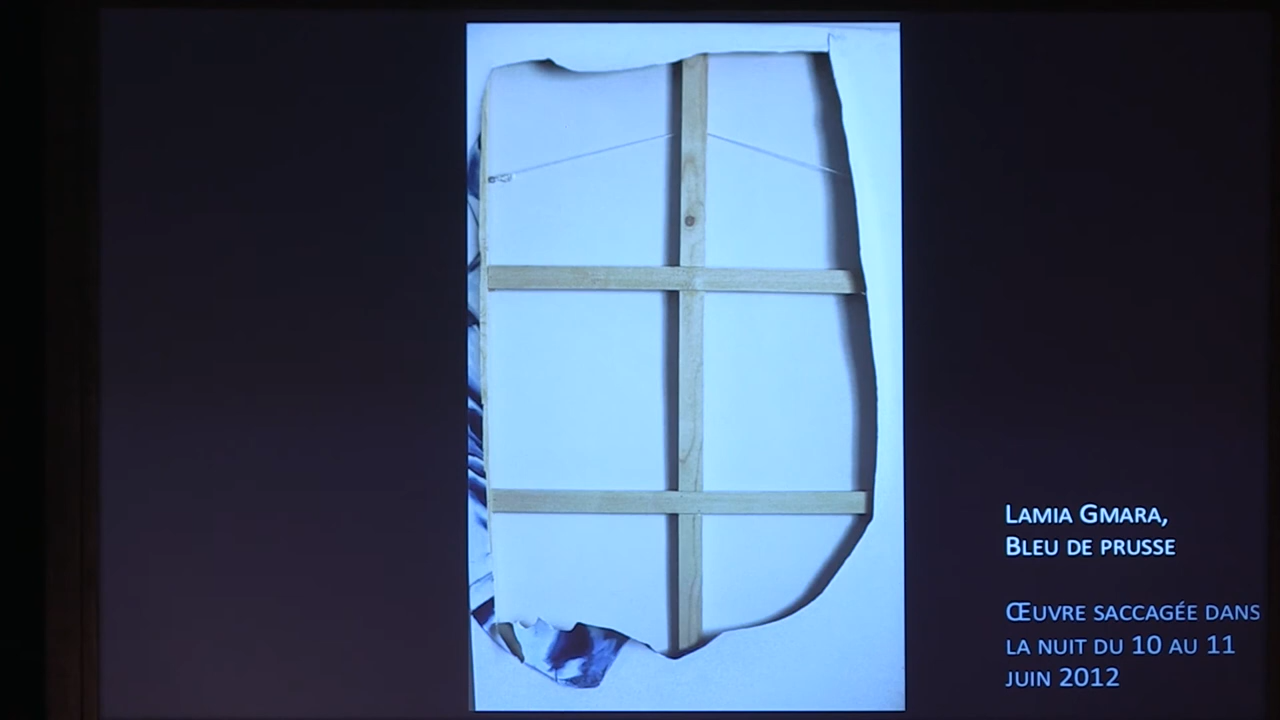 Lamia Gmara,
Bleu de prusse
Œuvre saccagée dans
la nuit du 10 au 11
juin 2012